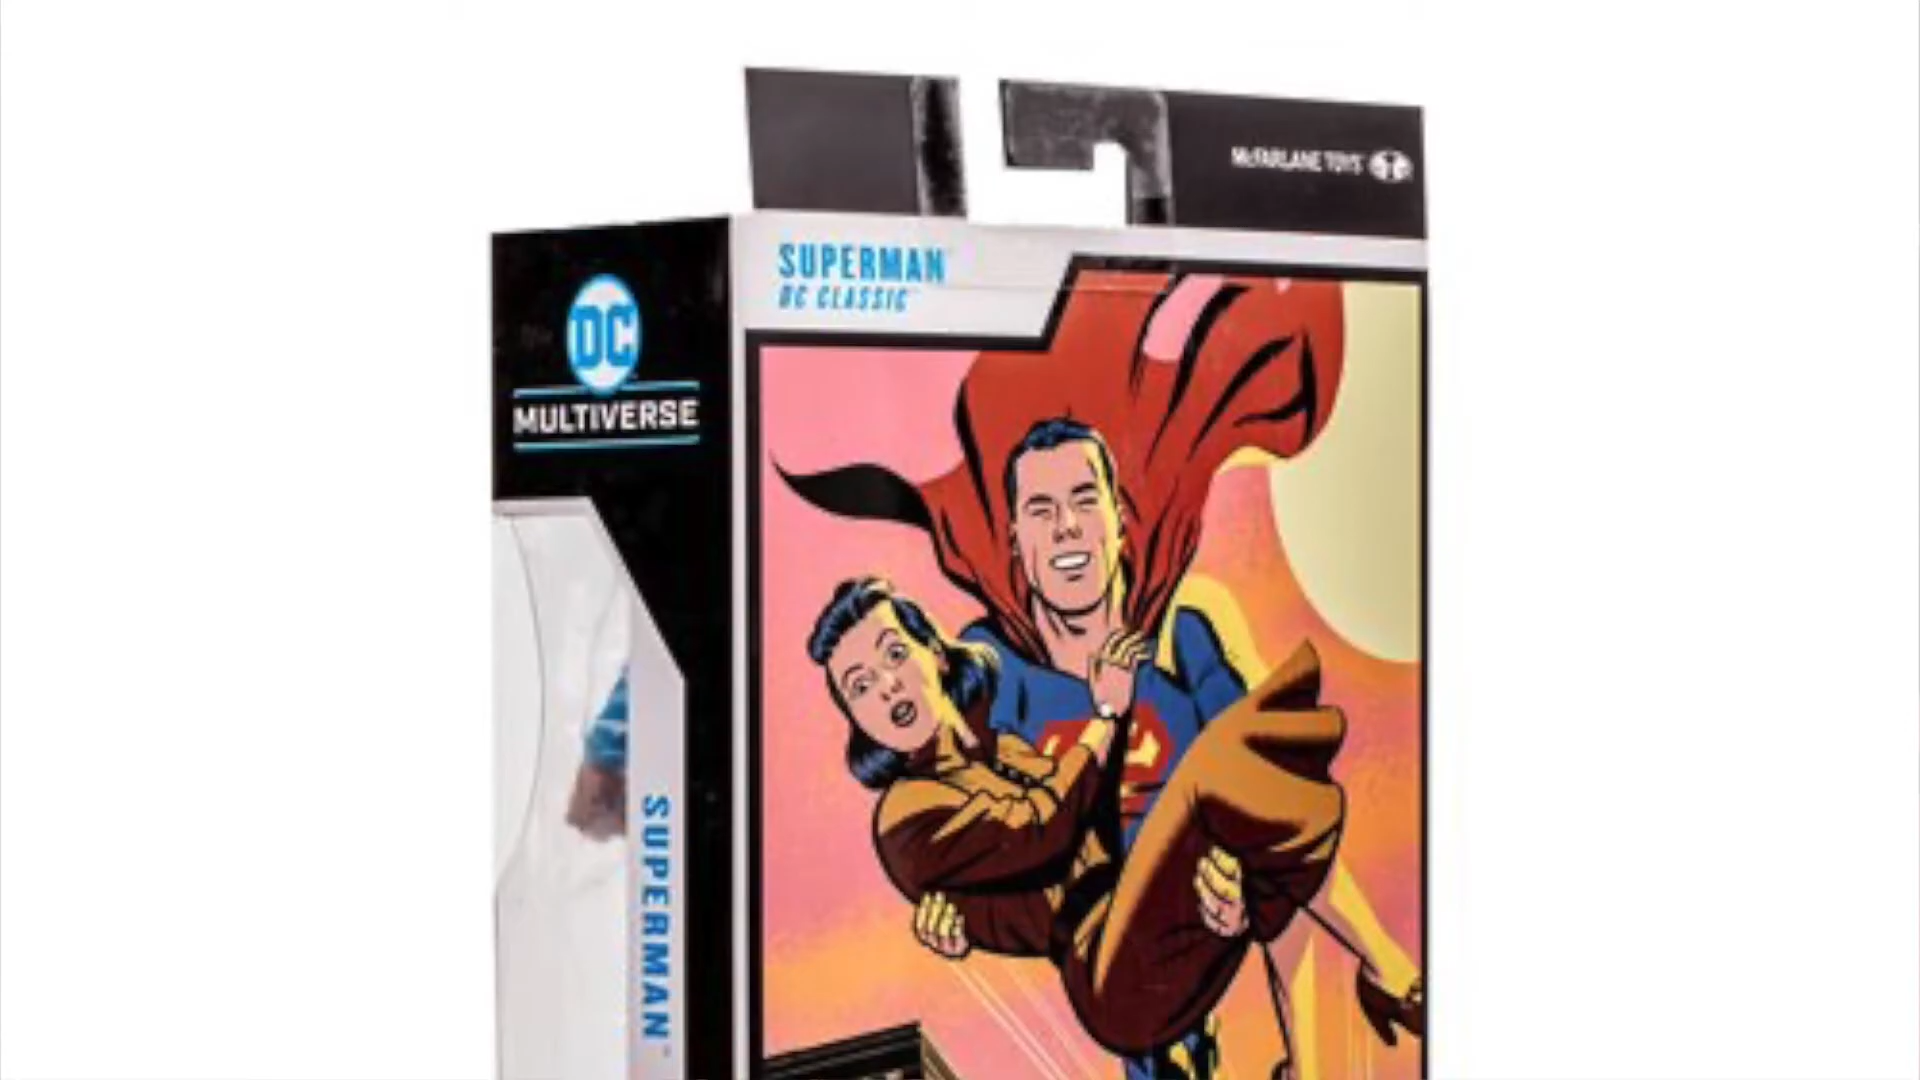 McFARLANE TOYS
SUPERMAN
DC CLASSIC
DC
MULTIVERSE
SUPERMAN